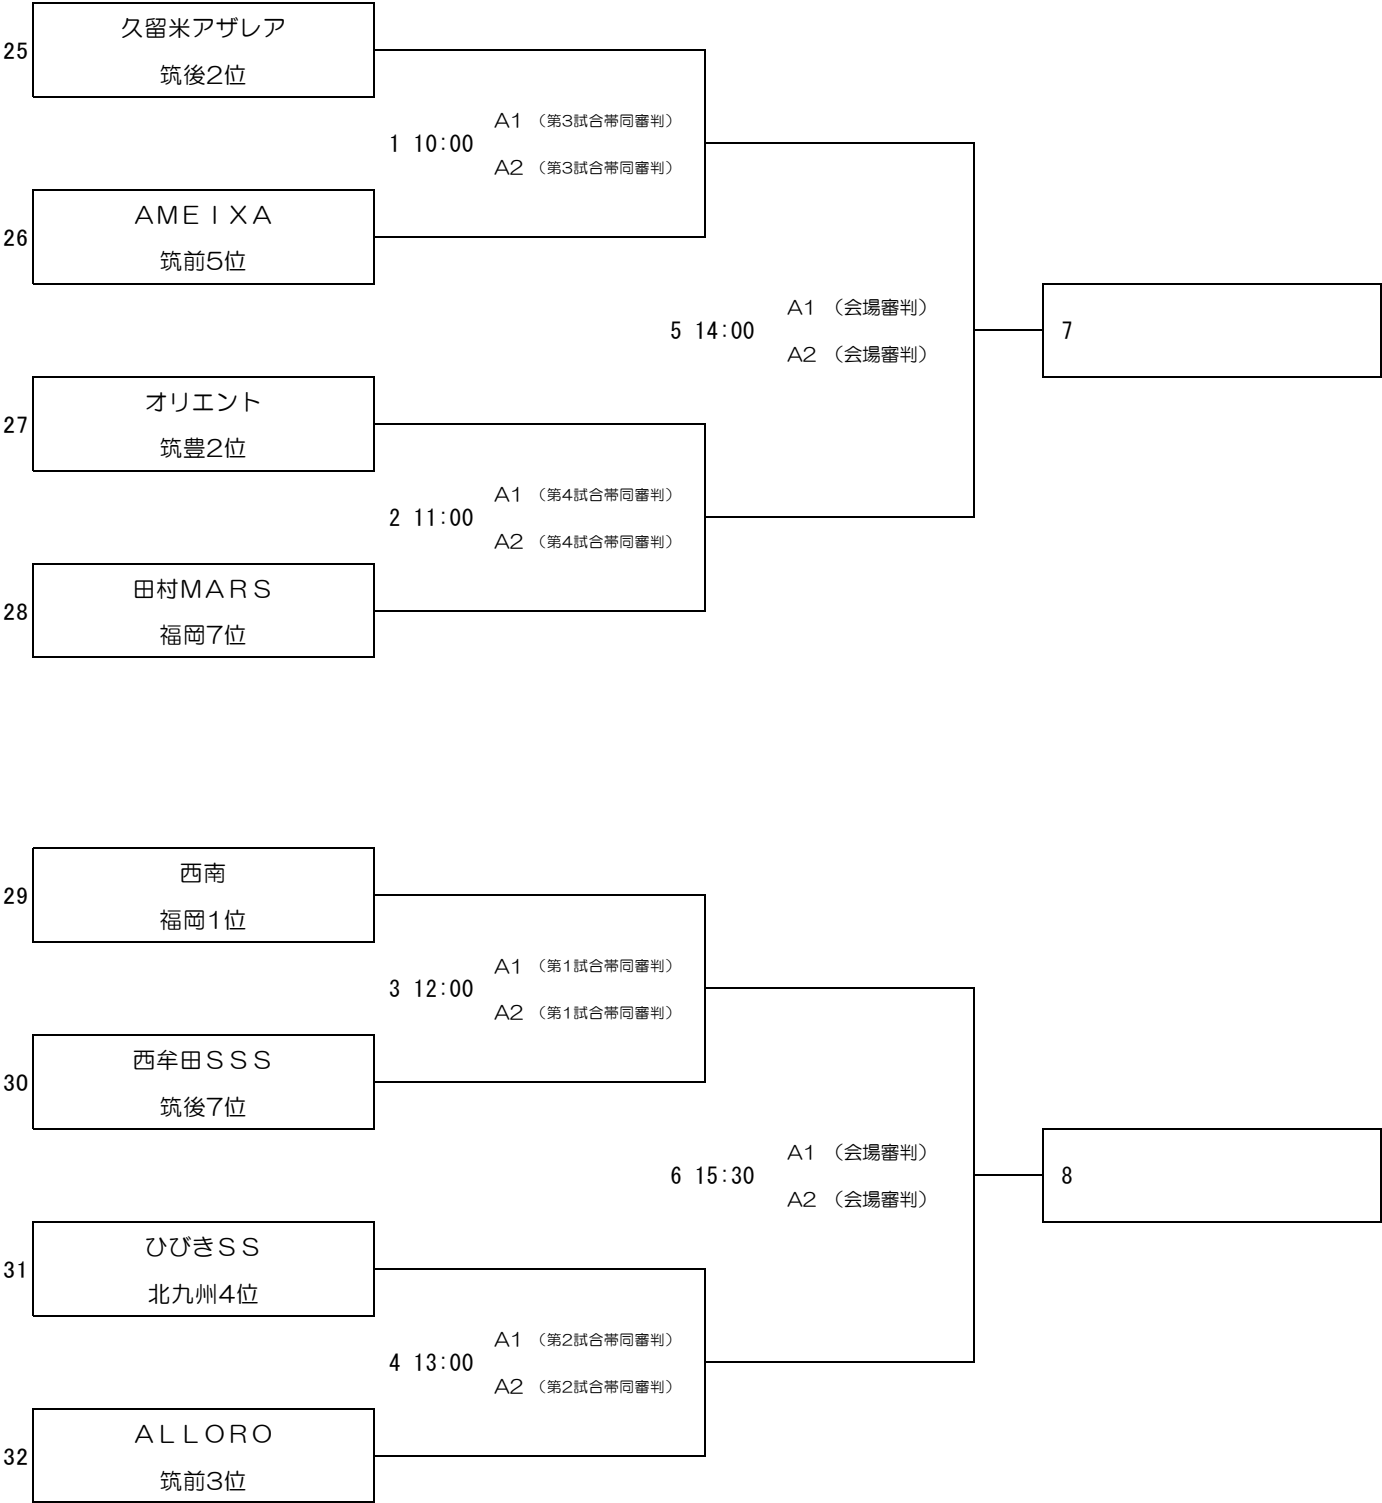 25
久留米アザレア
筑後2位
1 10:00
A1 （第3試合帯同審判）
A2 （第3試合帯同審判）
26
ＡＭＥＩＸＡ
筑前5位
5 14:00
A1 （会場審判）
A2 （会場審判）
7
27
オリエント
筑豊2位
2 11:00
A1 （第4試合帯同審判）
A2 （第4試合帯同審判）
28
田村ＭＡＲＳ
福岡7位
29
西南
福岡1位
3 12:00
A1 （第1試合帯同審判）
A2 （第1試合帯同審判）
30
西牟田ＳＳＳ
筑後7位
6 15:30
A1 （会場審判）
A2 （会場審判）
8
31
ひびきＳＳ
北九州4位
4 13:00
A1 （第2試合帯同審判）
A2 （第2試合帯同審判）
32
ＡＬＬＯＲＯ
筑前3位